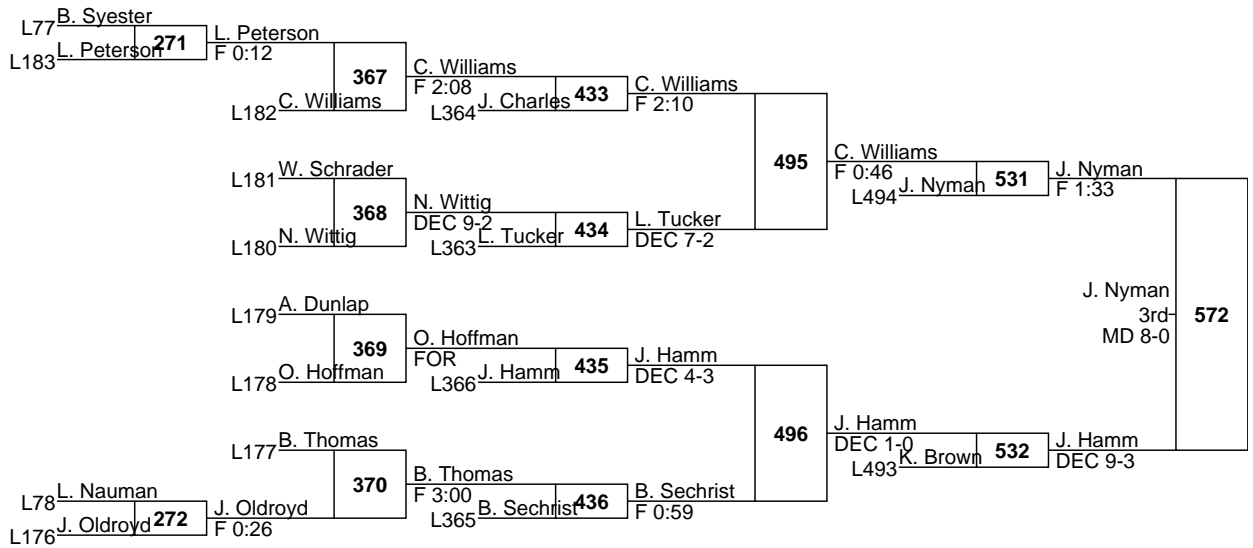 L77 B. Syester
271
L183 L. Peterson
L. Peterson
F 0:12
367
L182 C. Williams
C. Williams
F 2:08
L364 J. Charles
433
C. Williams
F 2:10
495
L181 W. Schrader
368
L180 N. Wittig
N. Wittig
DEC 9-2
L363 L. Tucker
434
L. Tucker
DEC 7-2
C. Williams
F 0:46
L494 J. Nyman
531
J. Nyman
F 1:33
L179 A. Dunlap
369
L178 O. Hoffman
O. Hoffman
FOR
L366 J. Hamm
435
J. Hamm
DEC 4-3
496
L177 B. Thomas
370
L78 L. Nauman
272
L176 J. Oldroyd
J. Oldroyd
F 0:26
B. Thomas
F 3:00
L365 B. Sechrist
436
B. Sechrist
F 0:59
J. Hamm
DEC 1-0
L493 K. Brown
532
J. Hamm
DEC 9-3
J. Nyman
3rd
MD 8-0
572